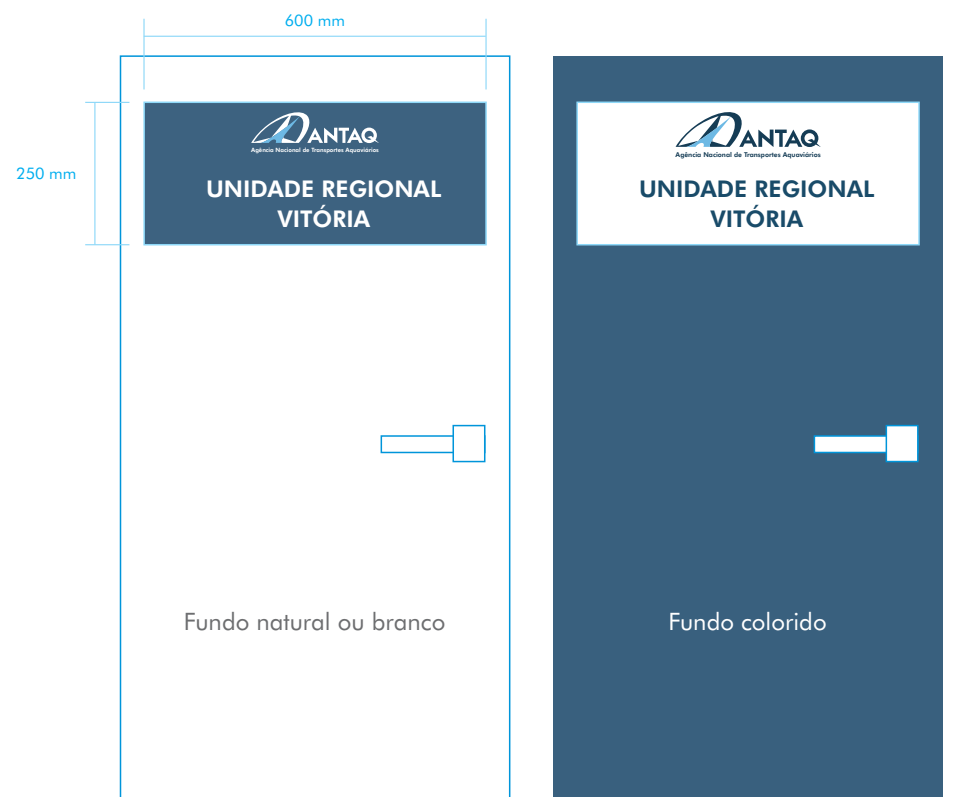 600 mm
250 mm
ANTAQ
Agência Nacional de Transportes Aquaviários
UNIDADE REGIONAL
VITÓRIA
Fundo natural ou branco
ANTAQ
Agência Nacional de Transportes Aquaviários
UNIDADE REGIONAL
VITÓRIA
Fundo colorido